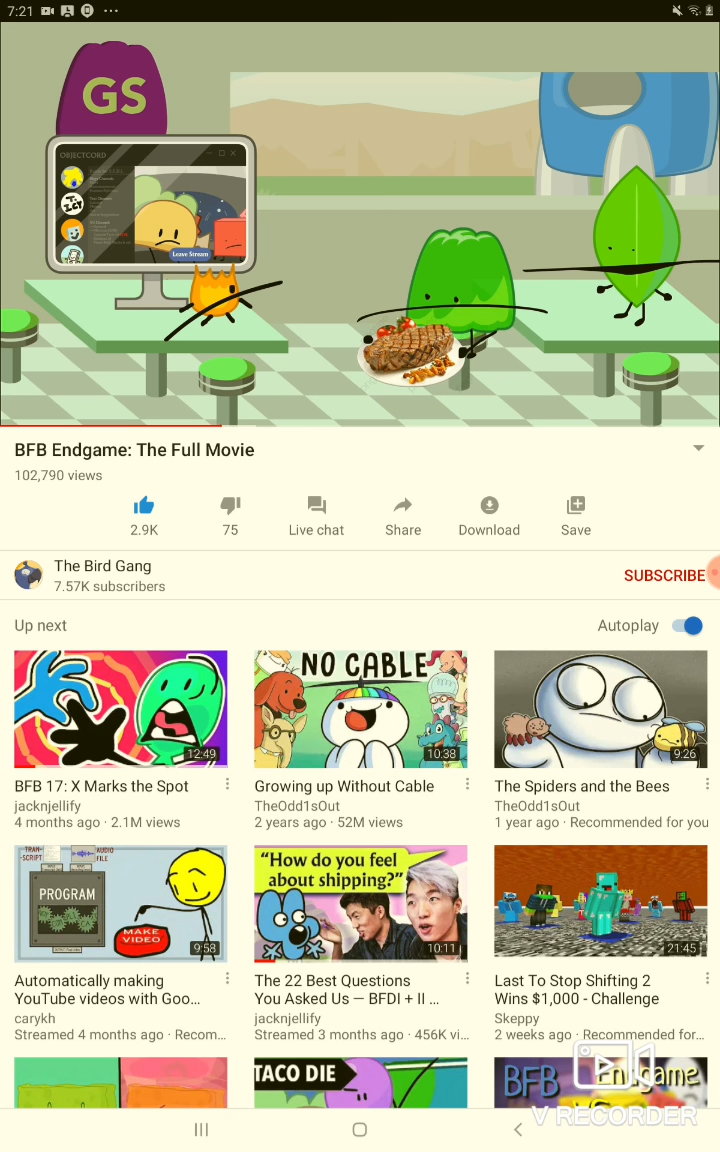 7:21
GS
OBJECTCORD
Leave Stream
BFB Endgame: The Full Movie
102,790 views
2.9K
75
Live chat
Share
Download
Save
The Bird Gang
7.57K subscribers
SUBSCRIBE
Up next
Autoplay
12:49
NO CABLE
10:38
9:26
BFB 17: X Marks the Spot
jacknjellify
4 months ago · 2.1M views
Growing up Without Cable
TheOdd1sOut
2 years ago · 52M views
The Spiders and the Bees
TheOdd1sOut
1 year ago · Recommended for you
TRAN-
-SCRIPT
AUDIO
FILE
PROGRAM
MAKE
VIDEO
9:58
"How do you feel
about shipping?"
10:11
21:45
Automatically making
YouTube videos with Goo…
carykh
Streamed 4 months ago · Recom…
The 22 Best Questions
You Asked Us — BFDI + II …
jacknjellify
Streamed 3 months ago · 456K vi…
Last To Stop Shifting 2
Wins $1,000 - Challenge
Skeppy
2 weeks ago · Recommended for…
TACO DIE
BFB Endgame
V RECORDER